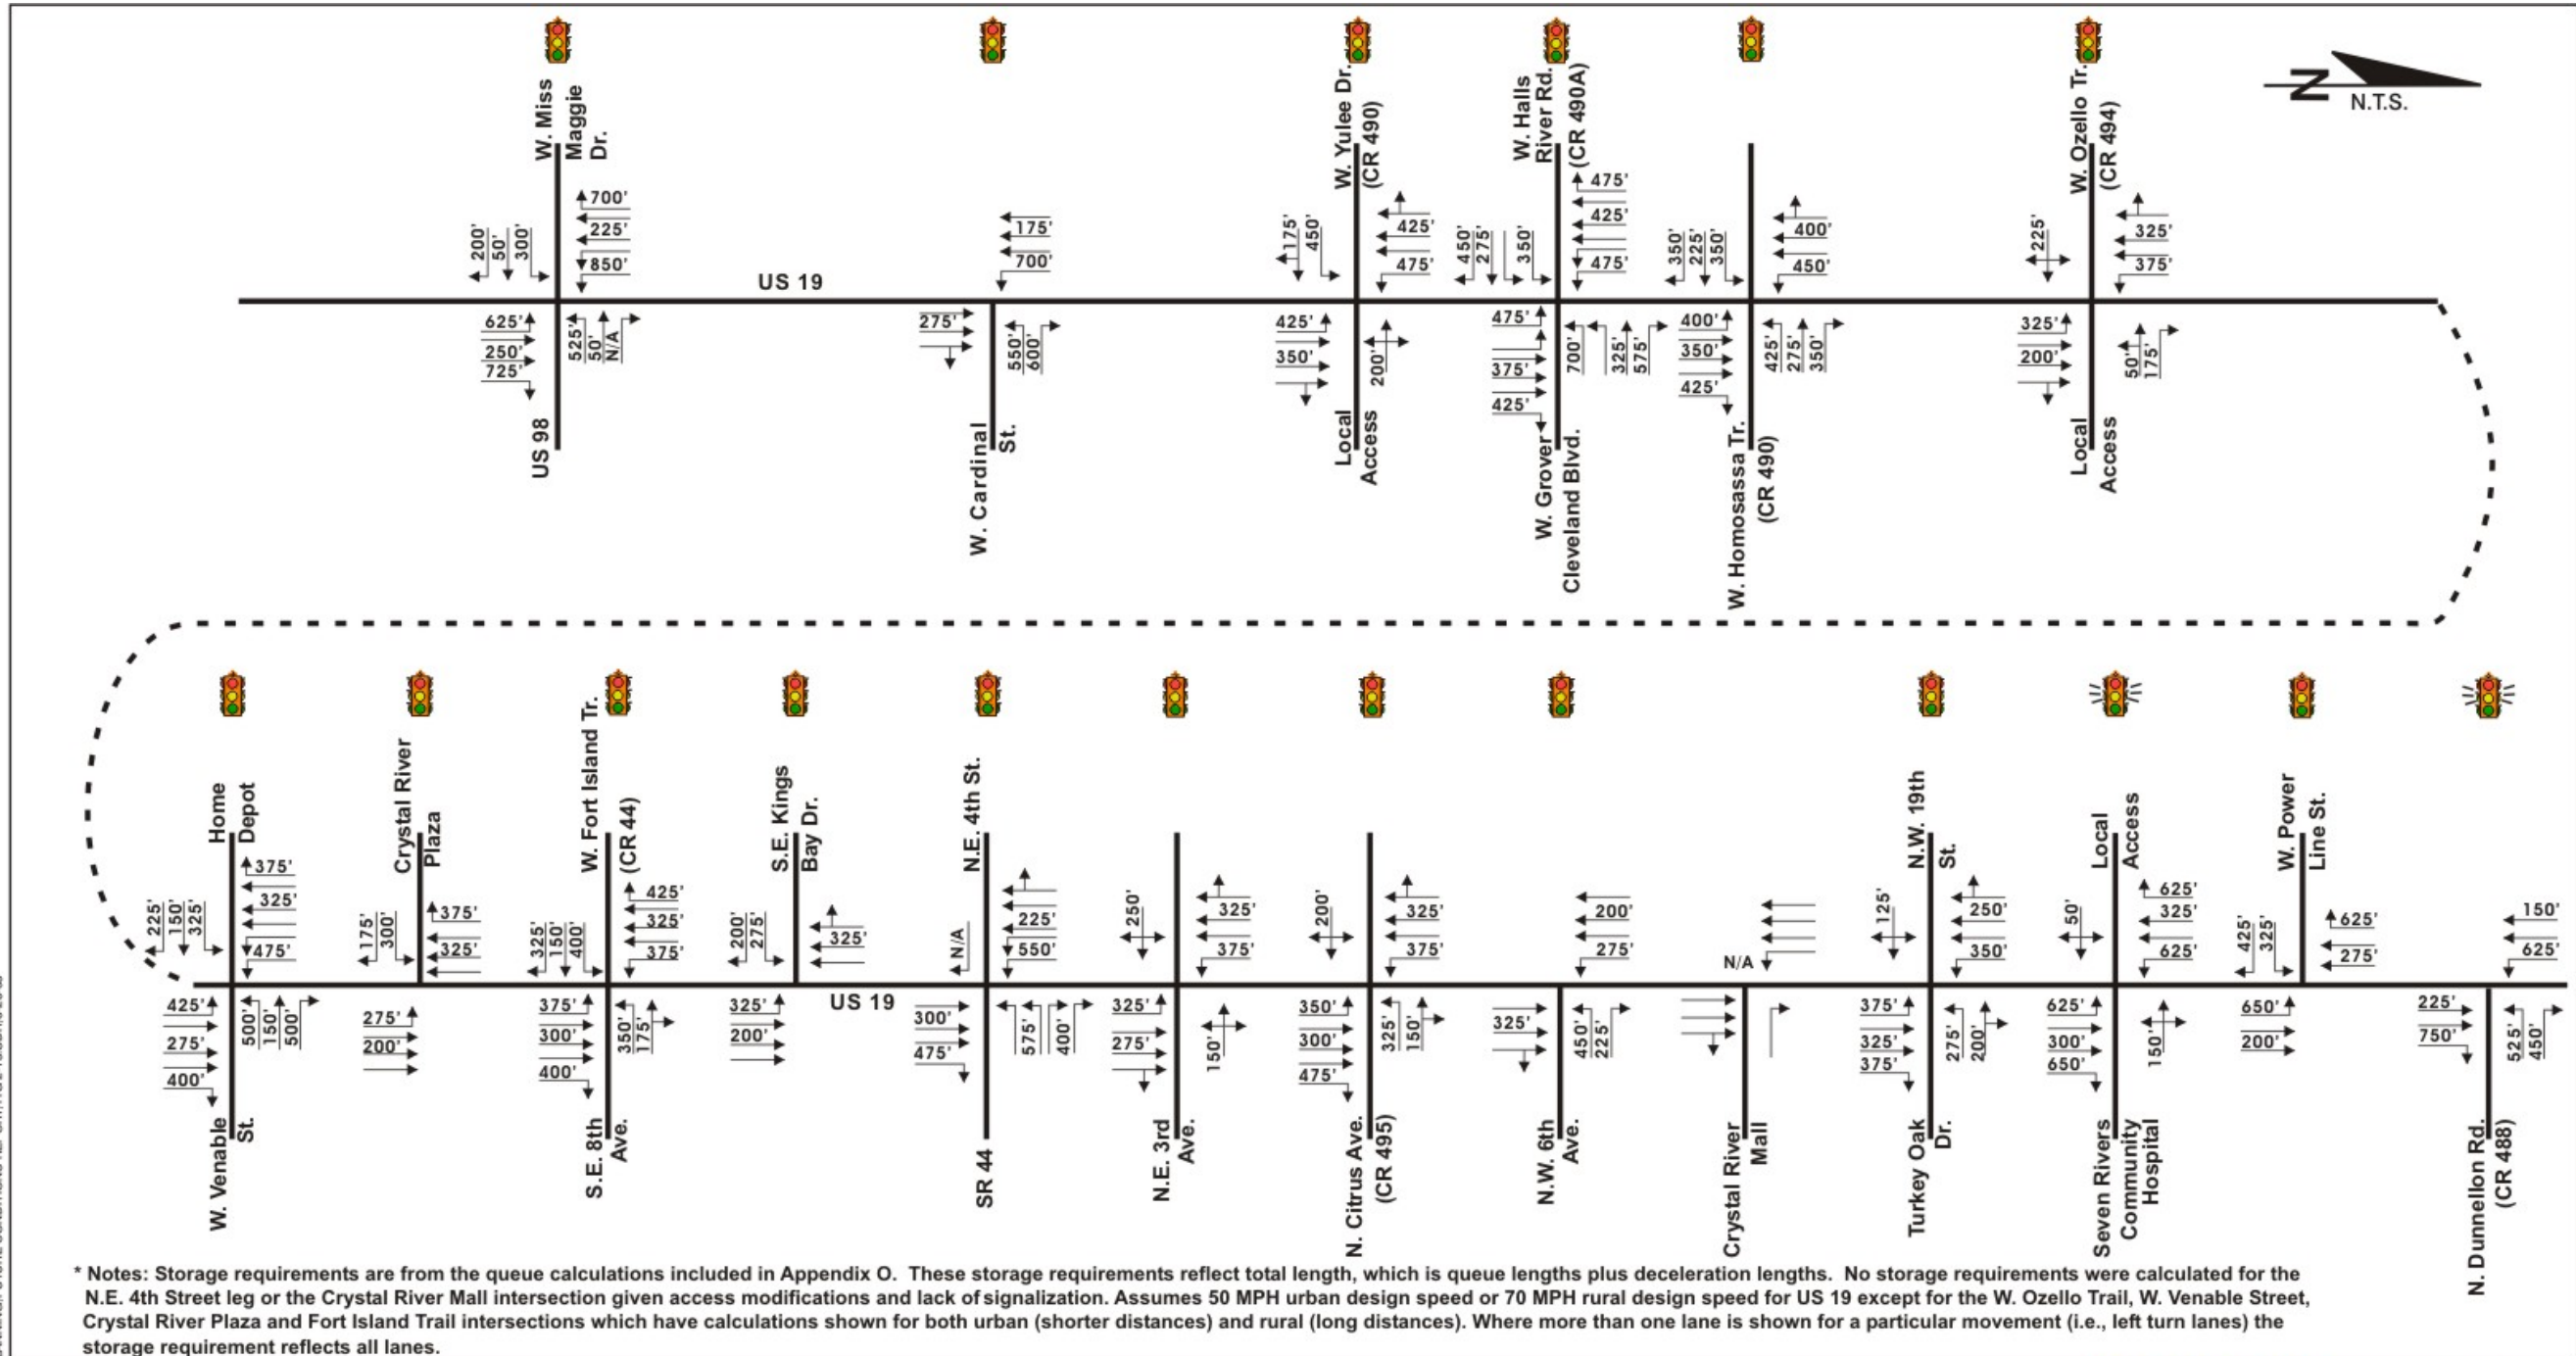 W. Miss
Maggie
Dr.
W. Yulee Dr.
(CR 490)
W. Halls
River Rd.
(CR 490A)
W. Ozello Tr.
(CR 494)
N
N.T.S.
200'
50'
300'
700'
225'
850'
175'
700'
175'
450'
425'
475'
450'
275'
350'
475'
425'
475'
350'
225'
350'
400'
450'
225'
325'
375'
US 19
625'
250'
725'
525'
50'
N/A
275'
550'
600'
425'
350'
200'
475'
375'
425'
700'
325'
575'
400'
350'
425'
425'
275'
350'
325'
200'
50'
175'
US 98
W. Cardinal
St.
Local
Access
W. Grover
Cleveland Blvd.
W. Homosassa Tr.
(CR 490)
Local
Access
Home
Depot
Crystal River
Plaza
W. Fort Island Tr.
(CR 44)
S.E. Kings
Bay Dr.
N.E. 4th St.
N.W. 19th
St.
Local
Access
W. Power
Line St.
225'
150'
325'
375'
325'
475'
175'
300'
375'
325'
325'
150'
400'
425'
325'
375'
200'
275'
325'
N/A
225'
550'
250'
325'
375'
200'
325'
375'
200'
275'
N/A
125'
250'
350'
50'
625'
325'
625'
425'
325'
625'
275'
150'
625'
US 19
425'
275'
400'
500'
150'
500'
275'
200'
375'
300'
400'
350'
175'
325'
200'
300'
475'
575'
400'
325'
275'
150'
350'
300'
475'
325'
150'
325'
450'
225'
375'
325'
375'
275'
200'
625'
300'
650'
150'
650'
200'
225'
750'
525'
450'
W. Venable
St.
S.E. 8th
Ave.
SR 44
N.E. 3rd
Ave.
N. Citrus Ave.
(CR 495)
N.W. 6th
Ave.
Crystal River
Mall
Turkey Oak
Dr.
Seven Rivers
Community
Hospital
N. Dunnellon Rd.
(CR 488)
* Notes: Storage requirements are from the queue calculations included in Appendix O. These storage requirements reflect total length, which is queue lengths plus deceleration lengths. No storage requirements were calculated for the
N.E. 4th Street leg or the Crystal River Mall intersection given access modifications and lack of signalization. Assumes 50 MPH urban design speed or 70 MPH rural design speed for US 19 except for the W. Ozello Trail, W. Venable Street,
Crystal River Plaza and Fort Island Trail intersections which have calculations shown for both urban (shorter distances) and rural (long distances). Where more than one lane is shown for a particular movement (i.e., left turn lanes) the
storage requirement reflects all lanes.